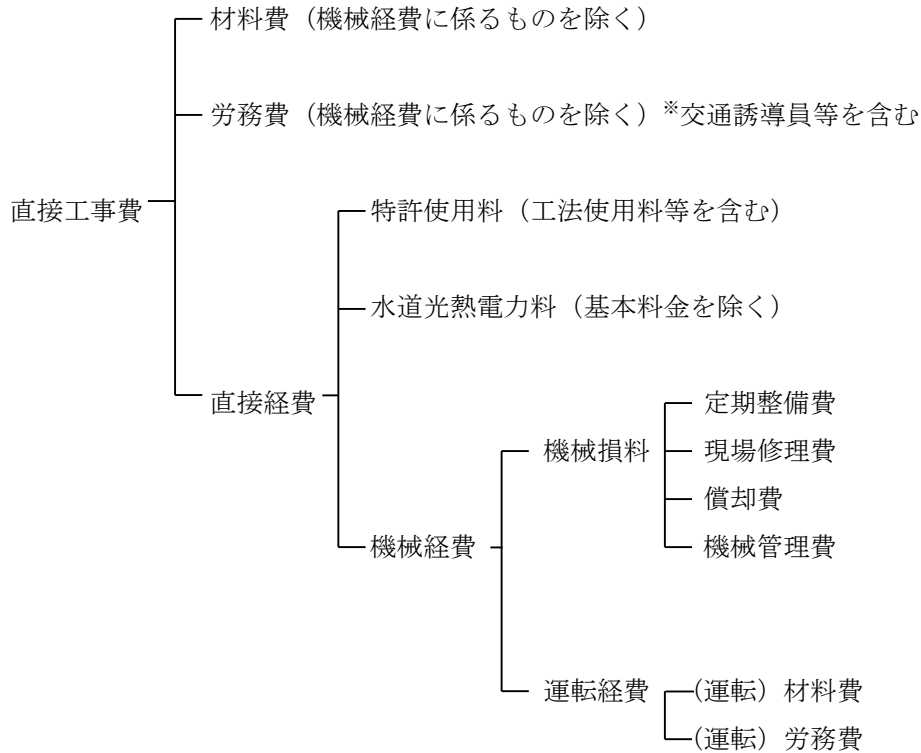 材料費（機械経費に係るものを除く）
労務費（機械経費に係るものを除く）※交通誘導員等を含む
直接工事費
特許使用料（工法使用料等を含む）
水道光熱電力料（基本料金を除く）
直接経費
定期整備費
機械損料
現場修理費
償却費
機械経費
機械管理費
運転経費
（運転）材料費
（運転）労務費